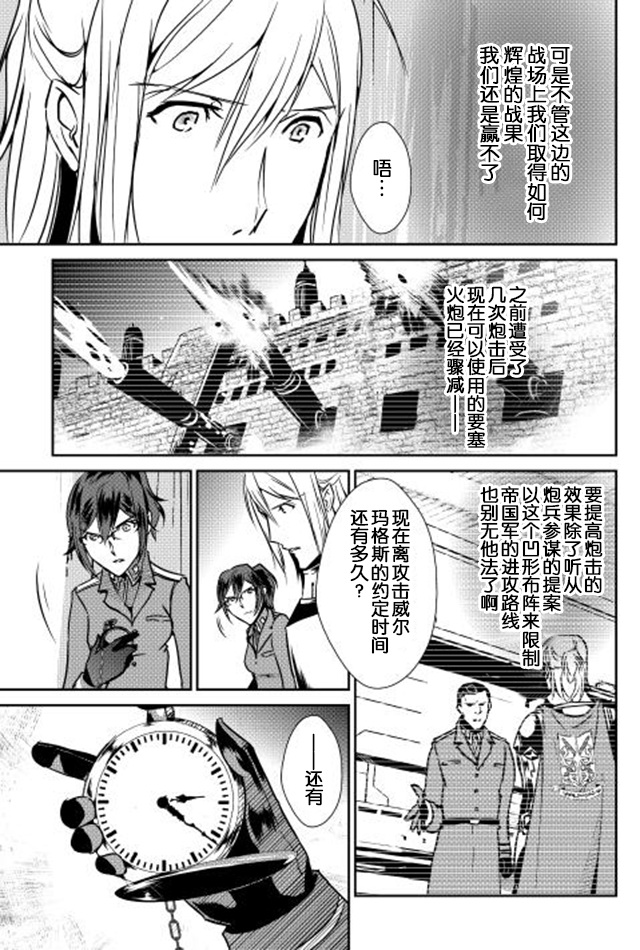 可是不管这边的
战场上我们取得如何
辉煌的战果
我们还是赢不了
唔…
之前遭受了
几次炮击后
现在可以使用的要塞
火炮已经骤减——
要提高炮击的
效果除了听从
炮兵参谋的提案
以这个凹形布阵来限制
帝国军的进攻路线
也别无他法了啊
现在离攻击威尔
玛格斯的约定时间
还有多久？
——还有